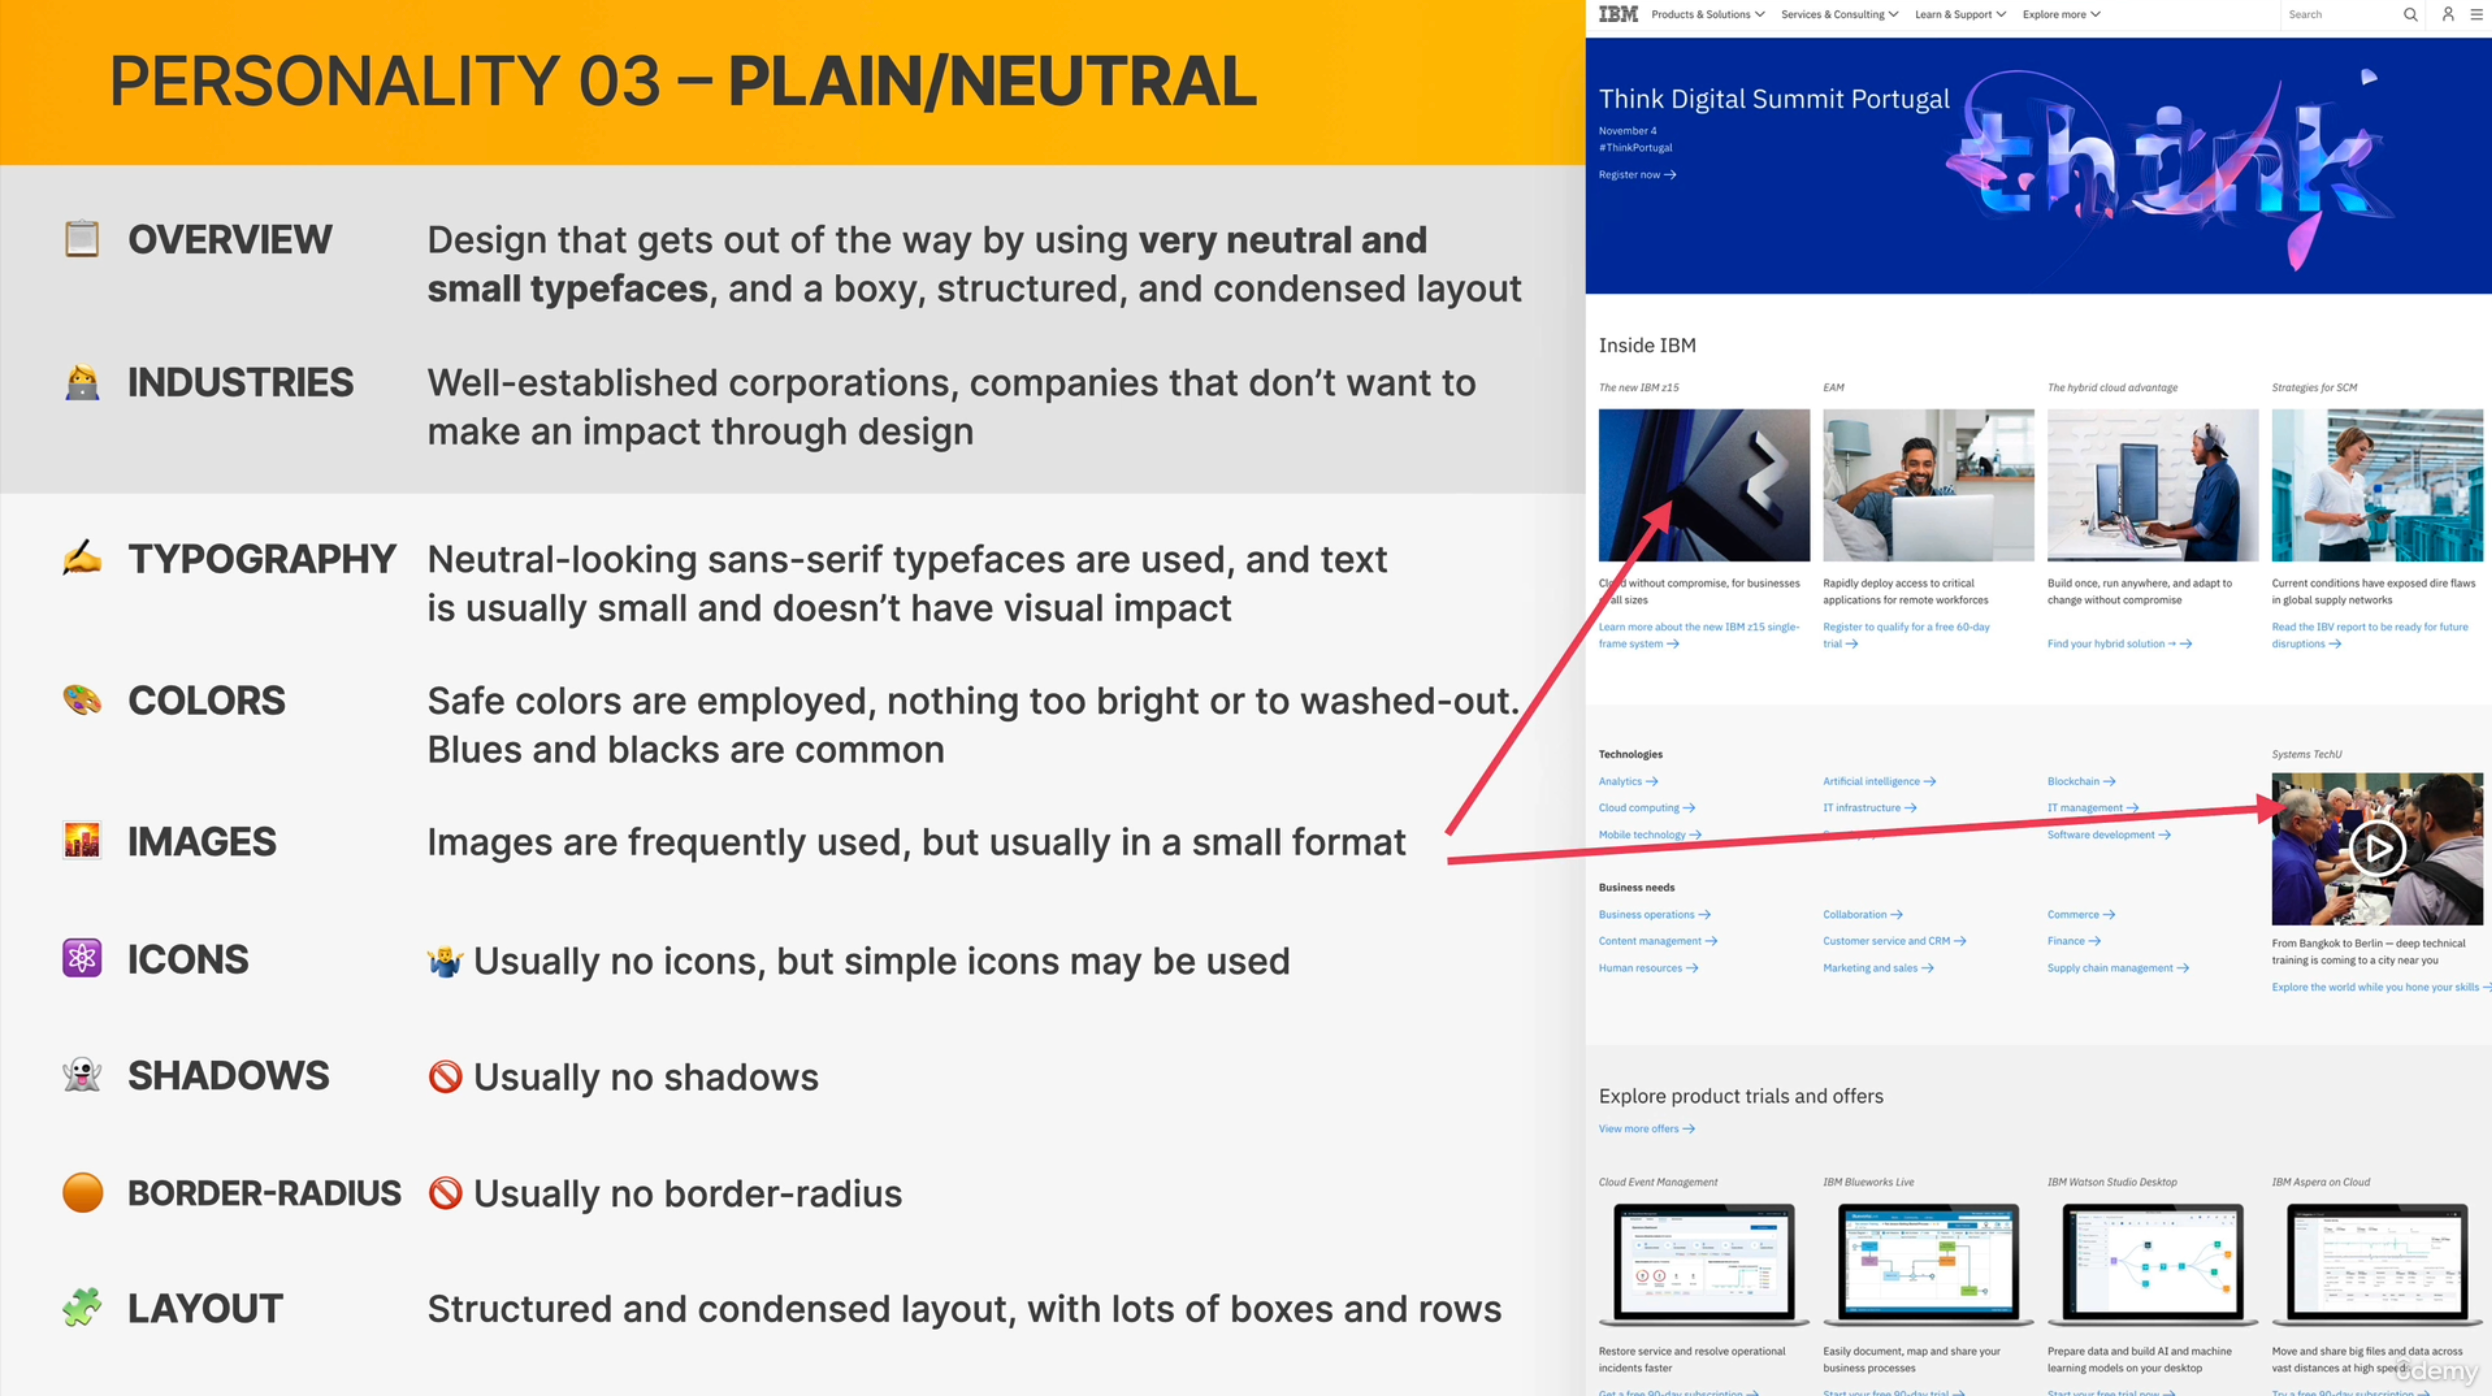 PERSONALITY 03 – PLAIN/NEUTRAL
OVERVIEW
Design that gets out of the way by using very neutral and
small typefaces, and a boxy, structured, and condensed layout
INDUSTRIES
Well-established corporations, companies that don’t want to
make an impact through design
TYPOGRAPHY
Neutral-looking sans-serif typefaces are used, and text
is usually small and doesn’t have visual impact
COLORS
Safe colors are employed, nothing too bright or to washed-out.
Blues and blacks are common
IMAGES
Images are frequently used, but usually in a small format
ICONS
Usually no icons, but simple icons may be used
SHADOWS
Usually no shadows
BORDER-RADIUS
Usually no border-radius
LAYOUT
Structured and condensed layout, with lots of boxes and rows
IBM Products & Solutions Services & Consulting Learn & Support Explore more Search
Think Digital Summit Portugal
November 4
#ThinkPortugal
Register now →
think
Inside IBM
The new IBM z15
Cloud without compromise, for businesses
all sizes
Learn more about the new IBM z15 single-
frame system →
EAM
Rapidly deploy access to critical
applications for remote workforces
Register to qualify for a free 60-day
trial →
The hybrid cloud advantage
Build once, run anywhere, and adapt to
change without compromise
Find your hybrid solution → →
Strategies for SCM
Current conditions have exposed dire flaws
in global supply networks
Read the IBV report to be ready for future
disruptions →
Technologies
Analytics → Artificial intelligence → Blockchain →
Cloud computing → IT infrastructure → IT management →
Mobile technology → Software development →
Business needs
Business operations → Collaboration → Commerce →
Content management → Customer service and CRM → Finance →
Human resources → Marketing and sales → Supply chain management →
Systems TechU
From Bangkok to Berlin — deep technical
training is coming to a city near you
Explore the world while you hone your skills →
Explore product trials and offers
View more offers →
Cloud Event Management
Restore service and resolve operational
incidents faster
Get a free 90-day subscription →
IBM Blueworks Live
Easily document, map and share your
business processes
Start your free 90-day trial →
IBM Watson Studio Desktop
Prepare data and build AI and machine
learning models on your desktop
Start your free trial now →
IBM Aspera on Cloud
Move and share big files and data across
vast distances at high speed
Try a free 90-day subscription →
ûdemy